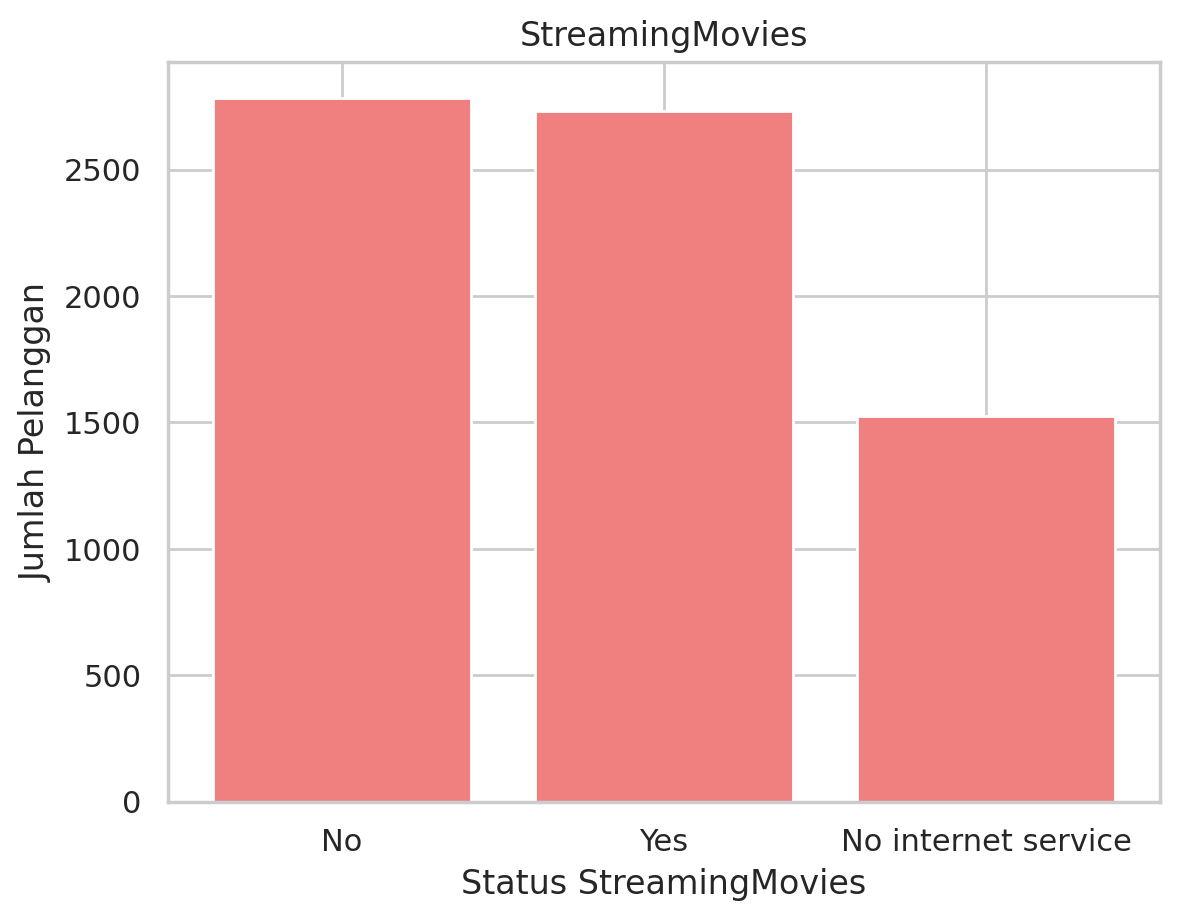 StreamingMovies
Jumlah Pelanggan
2500
2000
1500
1000
500
0
No
Yes
No internet service
Status StreamingMovies